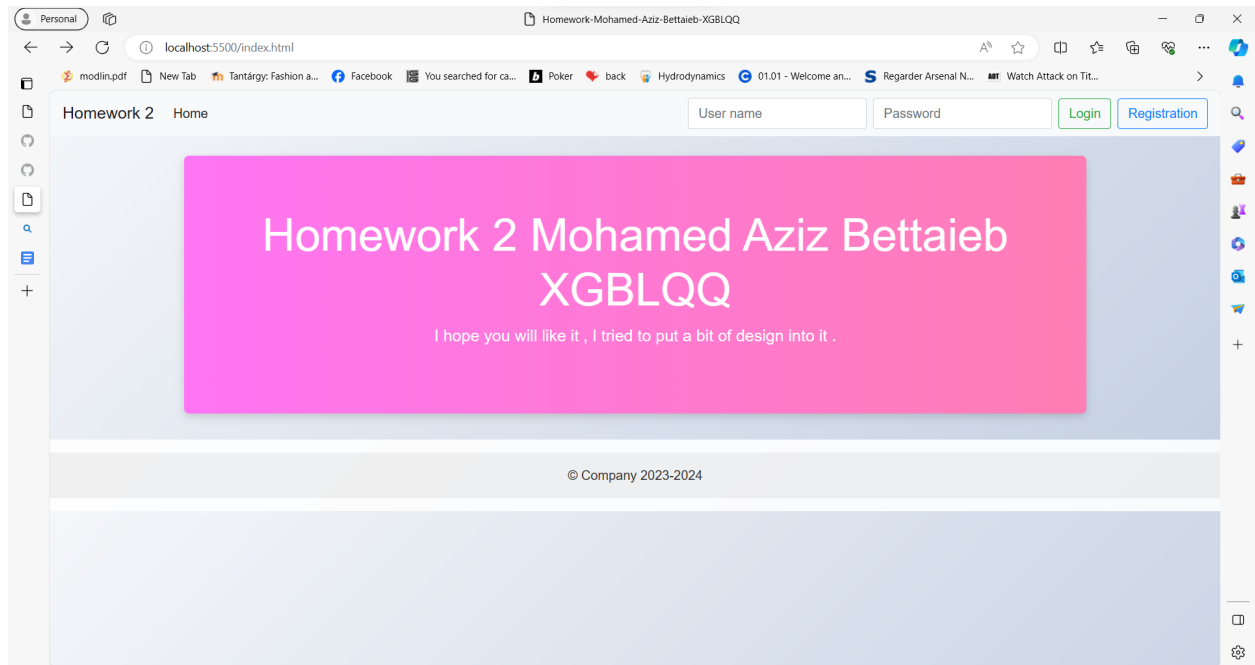 Personal
Homework-Mohamed-Aziz-Bettaieb-XGBLQQ
localhost:5500/index.html
modlin.pdf New Tab Tantárgy: Fashion a... Facebook You searched for ca... Poker back Hydrodynamics 01.01 - Welcome an... Regarder Arsenal N... Watch Attack on Tit...
Homework 2 Home User name Password Login Registration
Homework 2 Mohamed Aziz Bettaieb
XGBLQQ
I hope you will like it , I tried to put a bit of design into it .
© Company 2023-2024